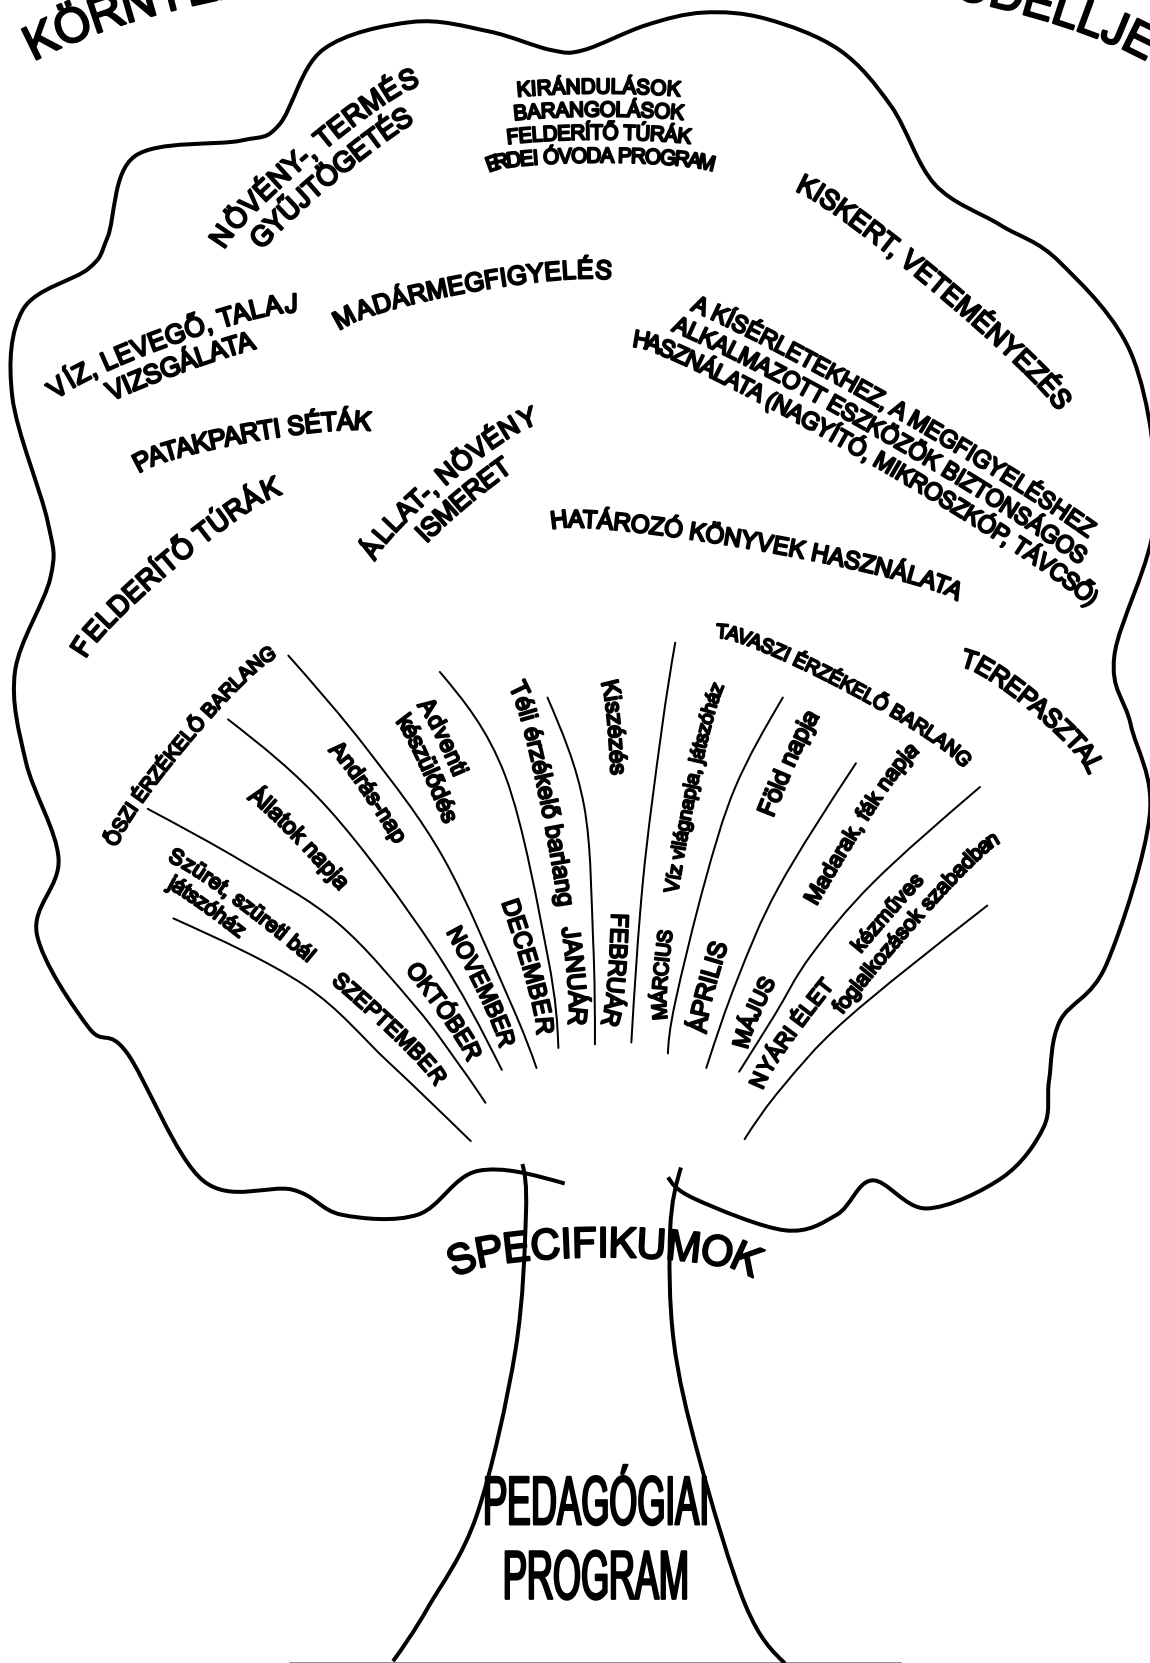 NÖVÉNY-, TERMÉS
GYŰJTÖGETÉS
KIRÁNDULÁSOK
BARANGOLÁSOK
FELDERÍTŐ TÚRÁK
ERDEI ÓVODA PROGRAM
KISKERT, VETEMÉNYEZÉS
MADÁRMEGFIGYELÉS
VÍZ, LEVEGŐ, TALAJ
VIZSGÁLATA
A KÍSÉRLETEKHEZ, A MEGFIGYELÉSHEZ
ALKALMAZOTT ESZKÖZÖK BIZTONSÁGOS
HASZNÁLATA (NAGYÍTÓ, MIKROSZKÓP, TÁVCSŐ)
PATAKPARTI SÉTÁK
ÁLLAT-, NÖVÉNY
ISMERET
FELDERÍTŐ TÚRÁK
HATÁROZÓ KÖNYVEK HASZNÁLATA
TEREPASZTAL
ŐSZI ÉRZÉKELŐ BARLANG
TAVASZI ÉRZÉKELŐ BARLANG
Szüret, szüreti bál
játszóház
Állatok napja
András-nap
Adventi
készülődés
Téli érzékelő barlang
Kiszézés
Víz világnapja, játszóház
Föld napja
Madarak, fák napja
kézműves
foglalkozások szabadban
SZEPTEMBER
OKTÓBER
NOVEMBER
DECEMBER
JANUÁR
FEBRUÁR
MÁRCIUS
ÁPRILIS
MÁJUS
NYÁRI ÉLET
SPECIFIKUMOK
PEDAGÓGIAI
PROGRAM